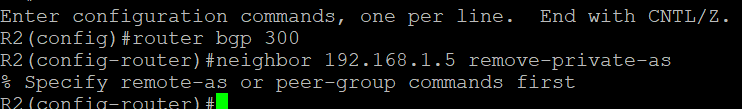 Enter configuration commands, one per line.  End with CNTL/Z.
R2(config)#router bgp 300
R2(config-router)#neighbor 192.168.1.5 remove-private-as
% Specify remote-as or peer-group commands first
R2(config-router)#